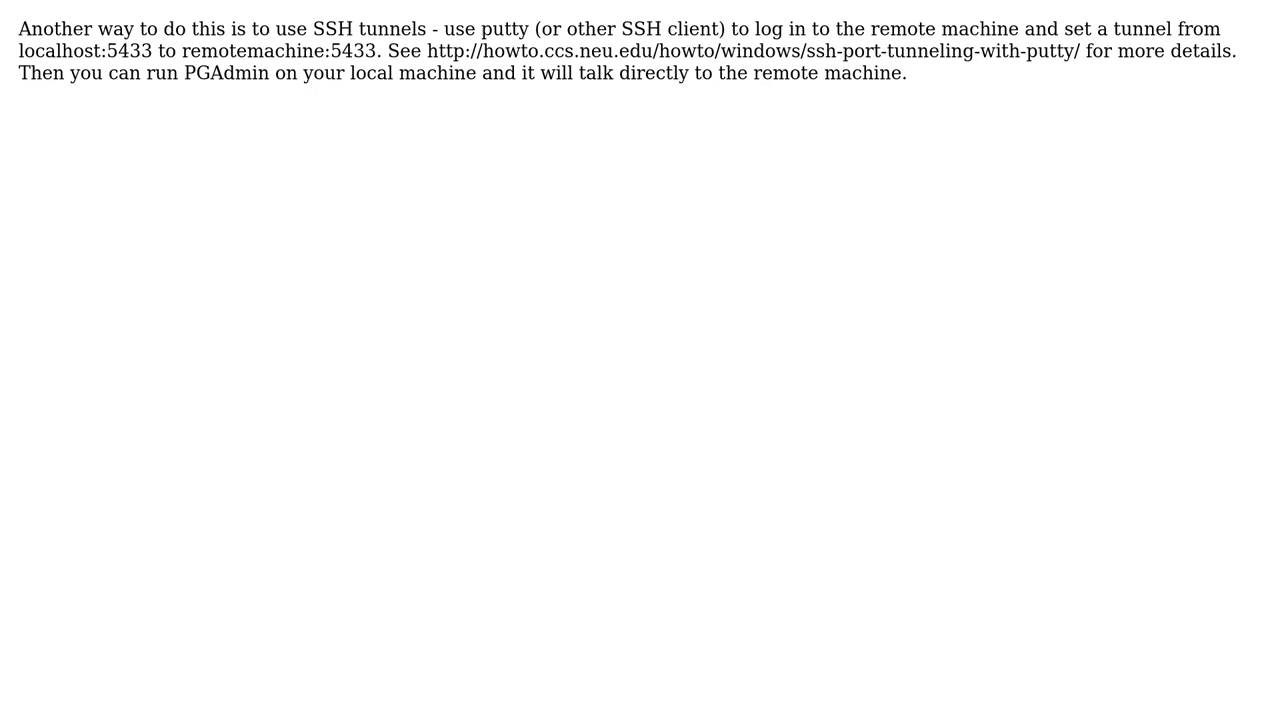 Another way to do this is to use SSH tunnels - use putty (or other SSH client) to log in to the remote machine and set a tunnel from
localhost:5433 to remotemachine:5433. See http://howto.ccs.neu.edu/howto/windows/ssh-port-tunneling-with-putty/ for more details.
Then you can run PGAdmin on your local machine and it will talk directly to the remote machine.